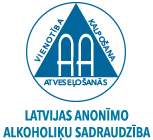 VIENOTĪBA
KALPOŠANA
AA
ATVESEĻOŠANĀS
LATVIJAS ANONĪMO
ALKOHOLIĶU SADRAUDZĪBA